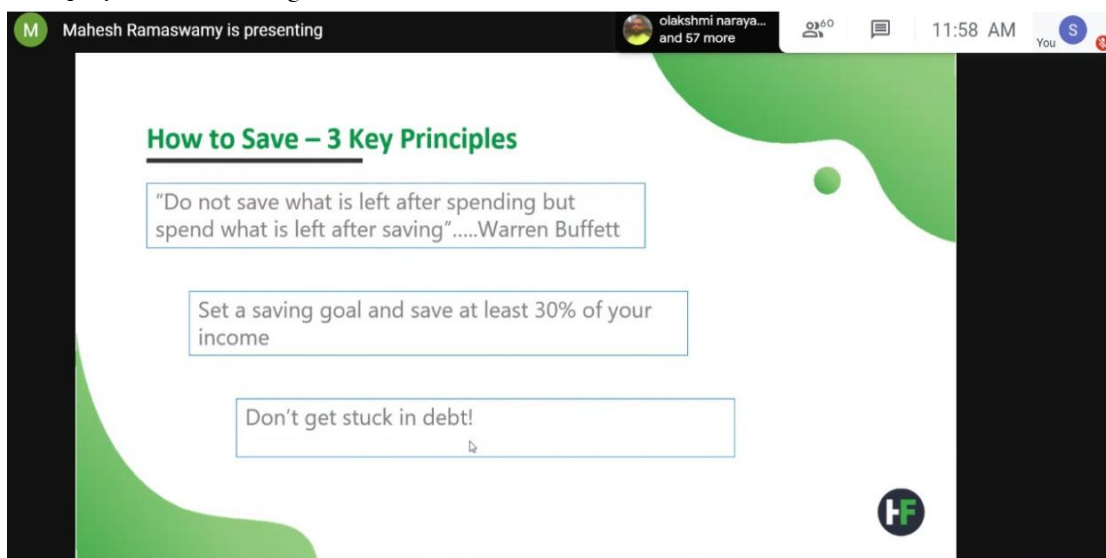 M
Mahesh Ramaswamy is presenting
olakshmi naraya...
and 57 more
60
11:58 AM
You
S
How to Save – 3 Key Principles
“Do not save what is left after spending but
spend what is left after saving”.....Warren Buffett
Set a saving goal and save at least 30% of your
income
Don’t get stuck in debt!
HF